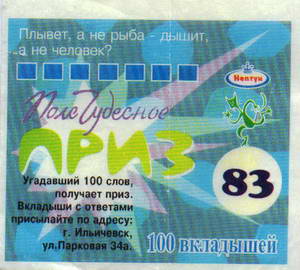 Плывет, а не рыба - дышит,
а не человек?
Нептун
Поле Чудесное
ПРИЗ
Угадавший 100 слов,
получает приз.
Вкладыши с ответами
присылайте по адресу:
г. Ильичевск,
ул.Парковая 34а.
83
100 вкладышей